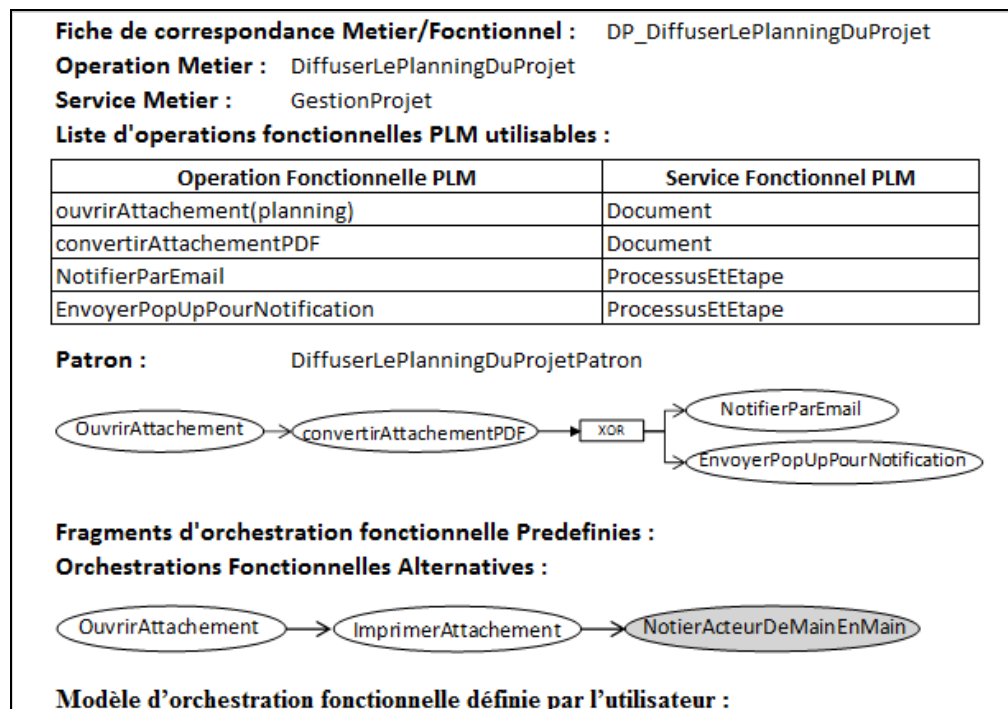 Fiche de correspondance Metier/Focntionnel : DP_DiffuserLePlanningDuProjet
Operation Metier : DiffuserLePlanningDuProjet
Service Metier : GestionProjet
Liste d'operations fonctionnelles PLM utilisables :
Operation Fonctionnelle PLM Service Fonctionnel PLM
ouvrirAttachement(planning) Document
convertirAttachementPDF Document
NotifierParEmail ProcessusEtEtape
EnvoyerPopUpPourNotification ProcessusEtEtape
Patron : DiffuserLePlanningDuProjetPatron
OuvrirAttachement convertirAttachementPDF XOR NotifierParEmail
EnvoyerPopUpPourNotification
Fragments d'orchestration fonctionnelle Predefinies :
Orchestrations Fonctionnelles Alternatives :
OuvrirAttachement ImprimerAttachement NotierActeurDeMainEnMain
Modèle d'orchestration fonctionnelle définie par l'utilisateur :